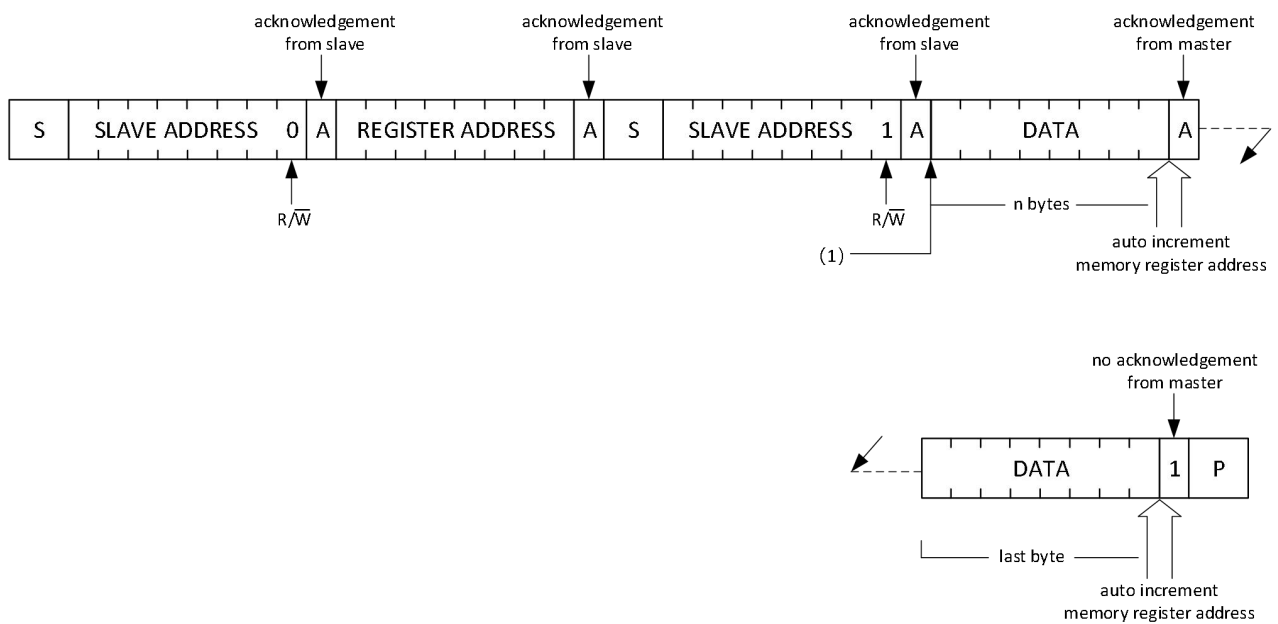 acknowledgement
from slave
acknowledgement
from slave
acknowledgement
from slave
acknowledgement
from master
S SLAVE ADDRESS 0 A REGISTER ADDRESS A S SLAVE ADDRESS 1 A DATA A
R/W̅
R/W̅
n bytes
(1)
auto increment
memory register address
no acknowledgement
from master
DATA 1 P
last byte
auto increment
memory register address